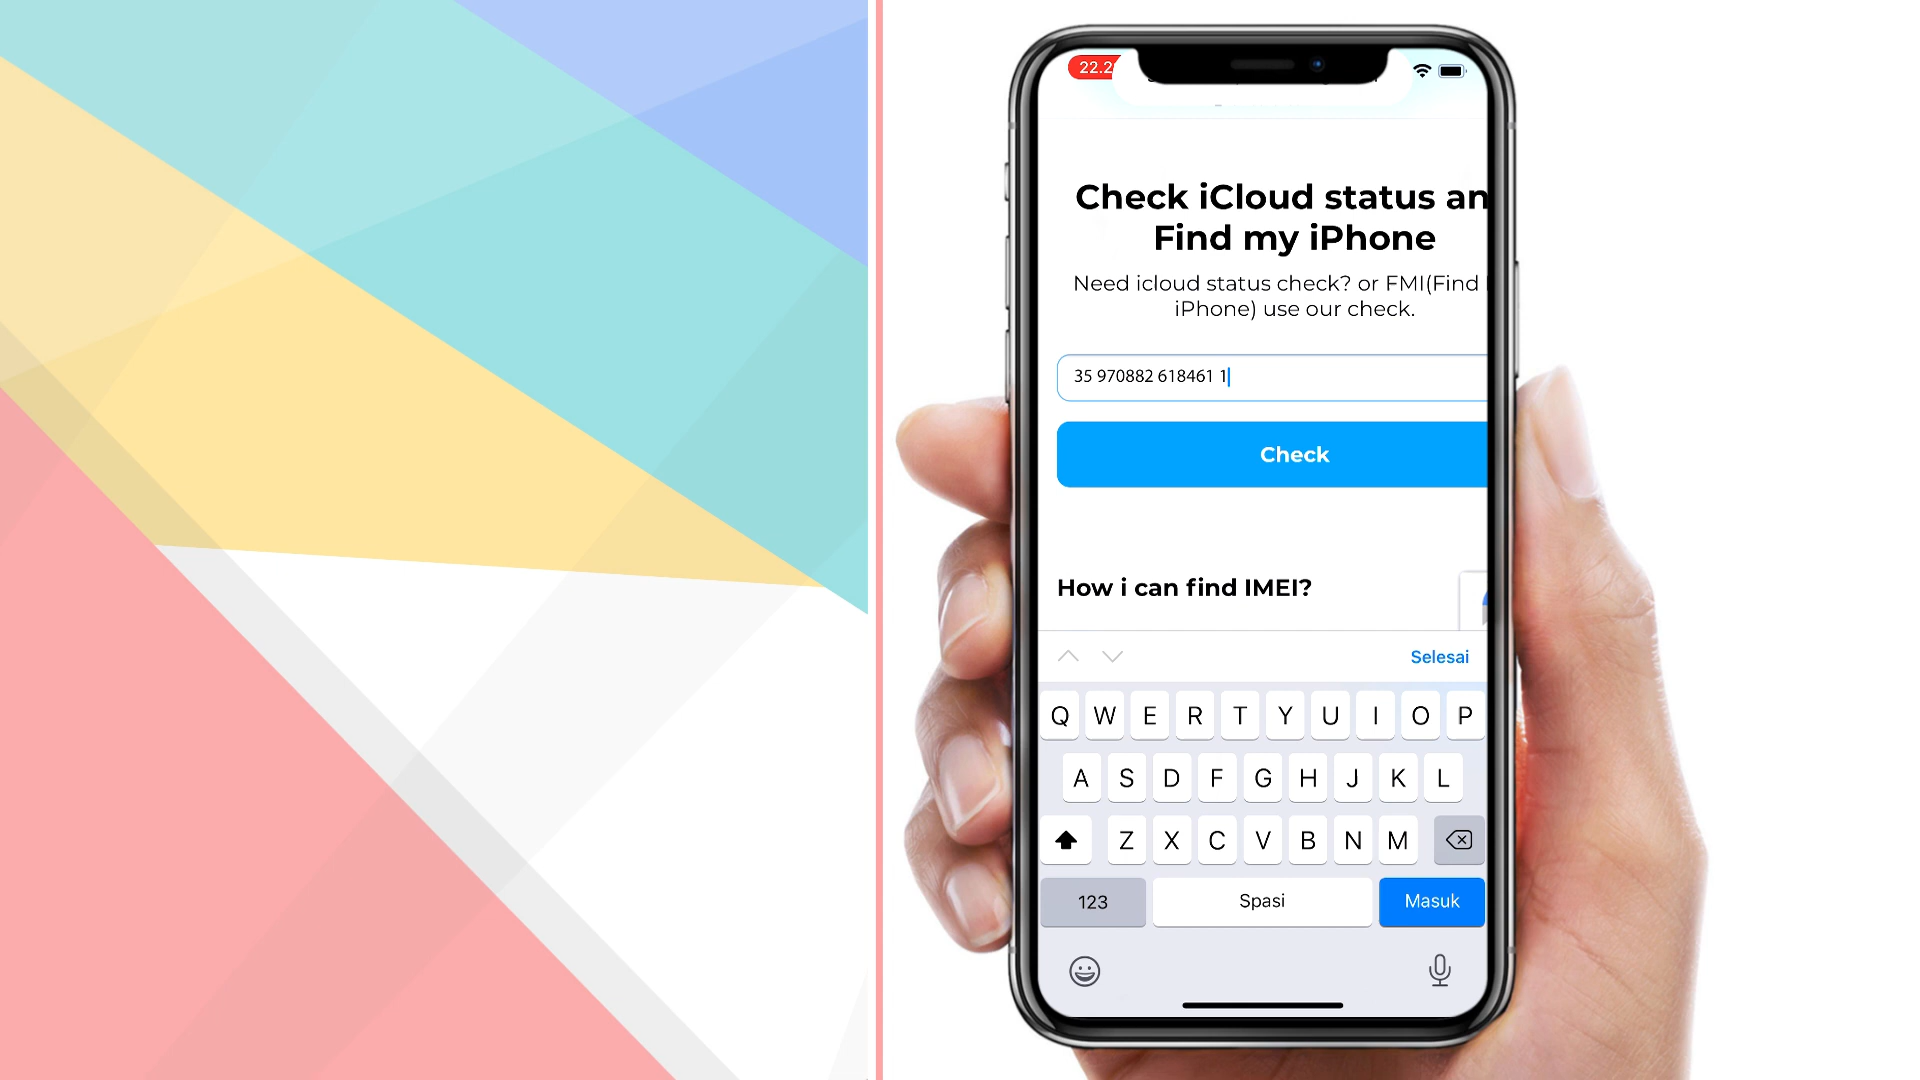 22.2
Check iCloud status an
Find my iPhone
Need icloud status check? or FMI(Find
iPhone) use our check.
35 970882 618461 1
Check
How i can find IMEI?
Selesai
Q W E R T Y U I O P
A S D F G H J K L
Z X C V B N M
123 Spasi Masuk